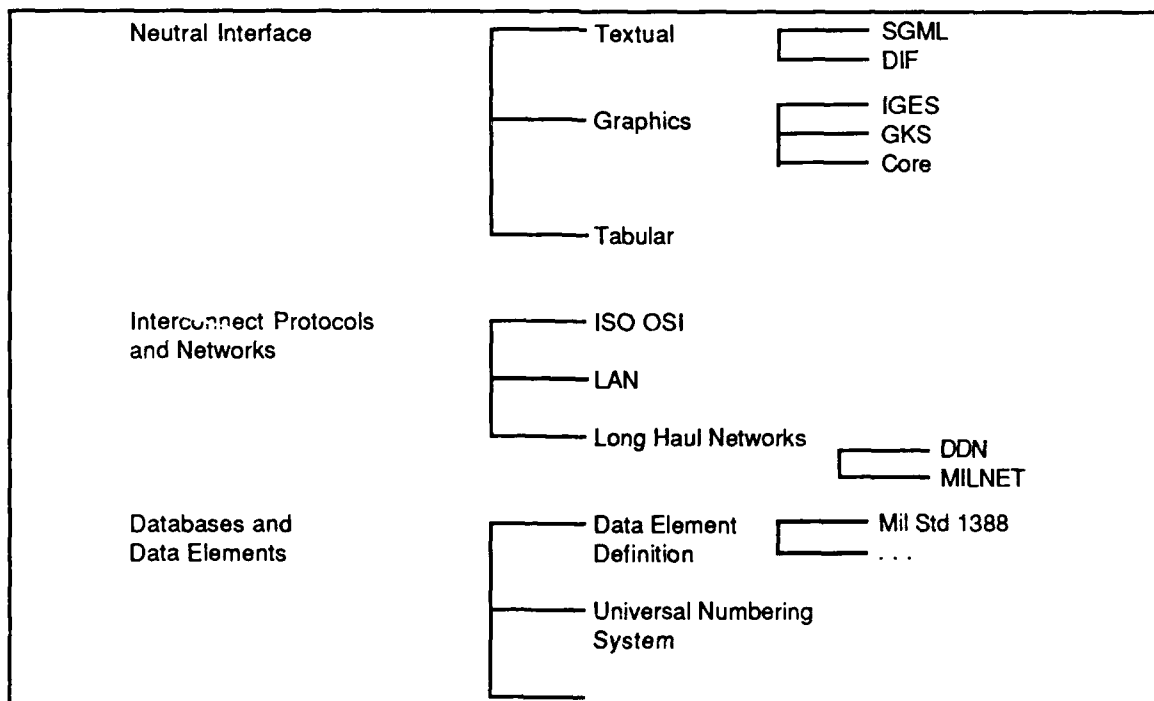 Neutral Interface
Textual
SGML
DIF
Graphics
IGES
GKS
Core
Tabular
Interconnect Protocols
and Networks
ISO OSI
LAN
Long Haul Networks
DDN
MILNET
Databases and
Data Elements
Data Element
Definition
Mil Std 1388
. . .
Universal Numbering
System